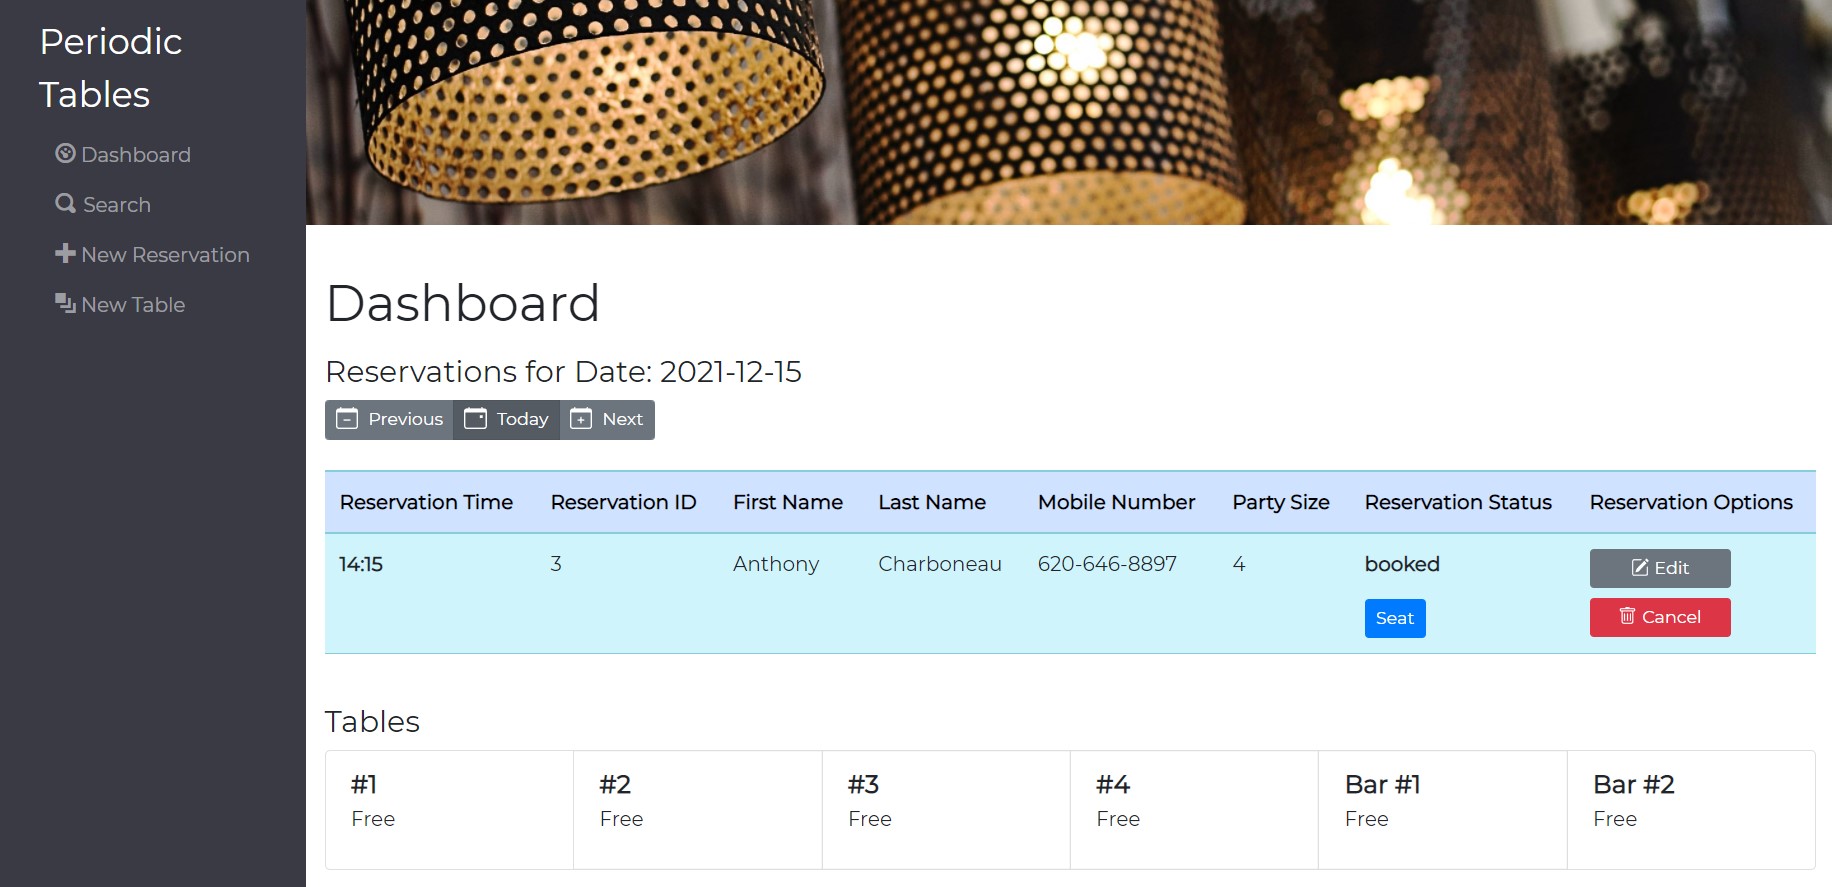 Periodic
Tables
Dashboard
Search
New Reservation
New Table
Dashboard
Reservations for Date: 2021-12-15
Previous Today Next
Reservation Time Reservation ID First Name Last Name Mobile Number Party Size Reservation Status Reservation Options
14:15 3 Anthony Charboneau 620-646-8897 4 booked Edit
Seat Cancel
Tables
#1 #2 #3 #4 Bar #1 Bar #2
Free Free Free Free Free Free